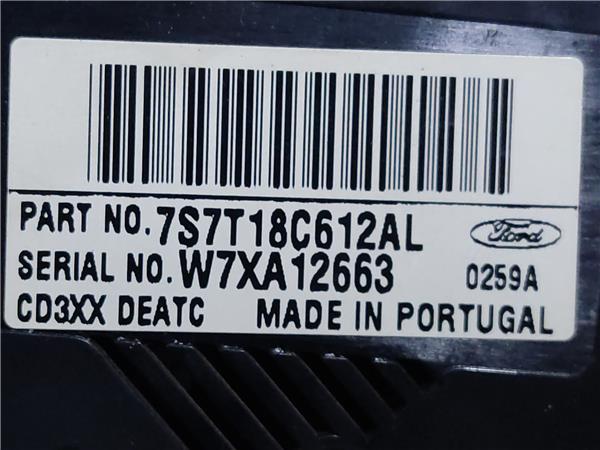 PART NO. 7S7T18C612AL
Ford
SERIAL NO. W7XA12663
0259A
CD3XX DEATC MADE IN PORTUGAL